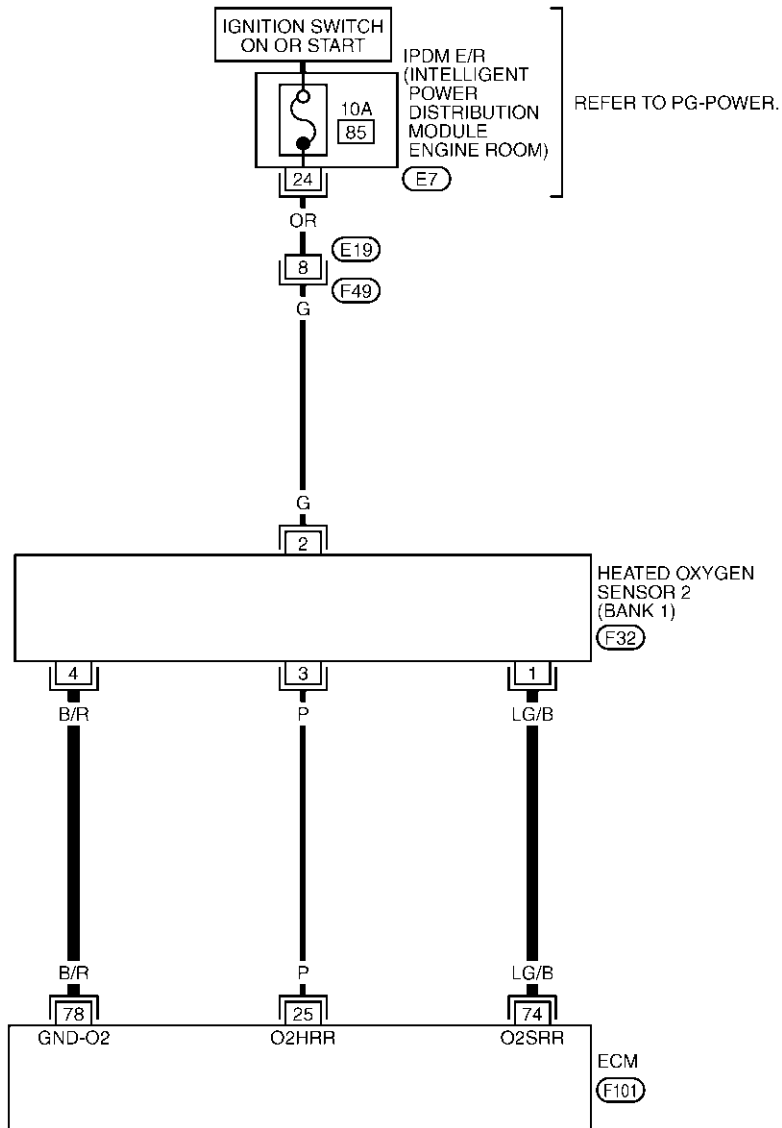 IGNITION SWITCH
ON OR START
IPDM E/R
(INTELLIGENT
POWER
DISTRIBUTION
MODULE
ENGINE ROOM)
REFER TO PG-POWER.
10A
85
24
E7
OR
E19
8
F49
G
G
2
HEATED OXYGEN
SENSOR 2
(BANK 1)
F32
4
3
1
B/R
P
LG/B
B/R
P
LG/B
78
25
74
GND-O2
O2HRR
O2SRR
ECM
F101